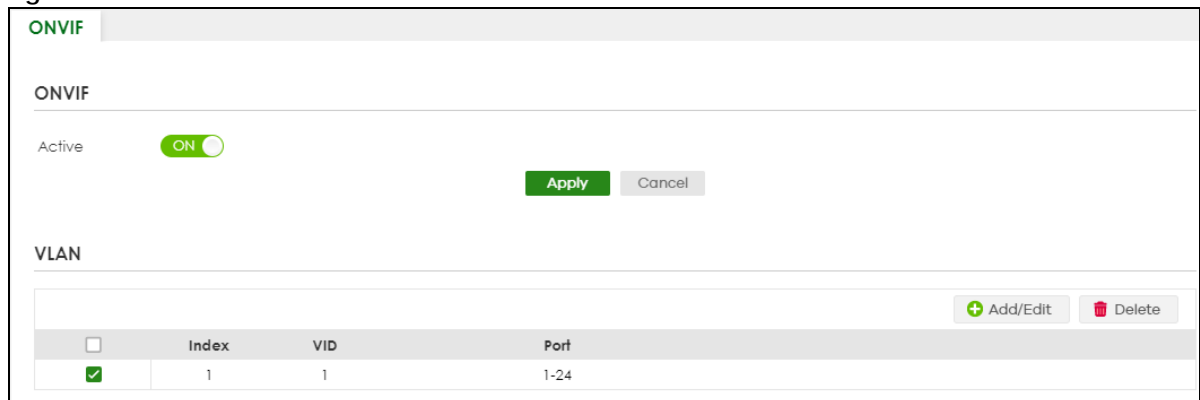 ONVIF
ONVIF
Active ON
Apply Cancel
VLAN
Add/Edit Delete
Index VID Port
1 1 1-24